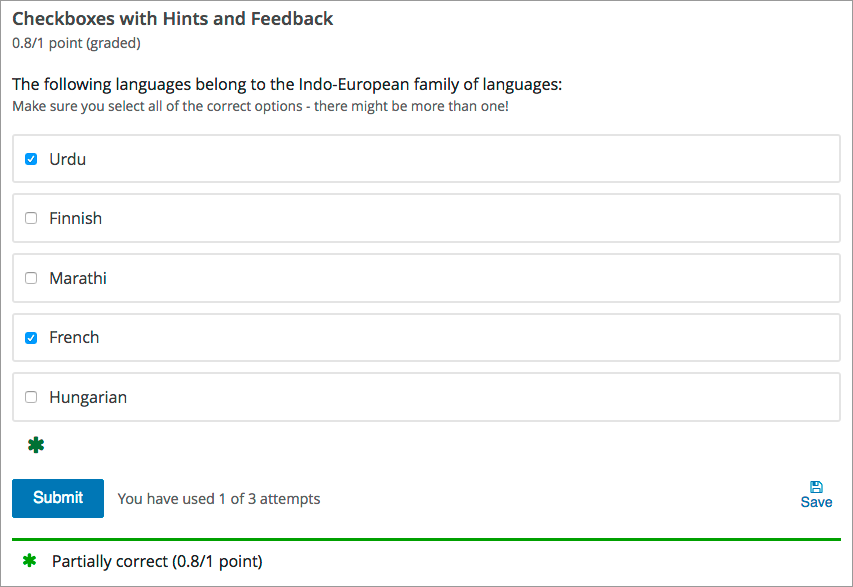 Checkboxes with Hints and Feedback
0.8/1 point (graded)
The following languages belong to the Indo-European family of languages:
Make sure you select all of the correct options - there might be more than one!
Urdu
Finnish
Marathi
French
Hungarian
Submit You have used 1 of 3 attempts Save
Partially correct (0.8/1 point)